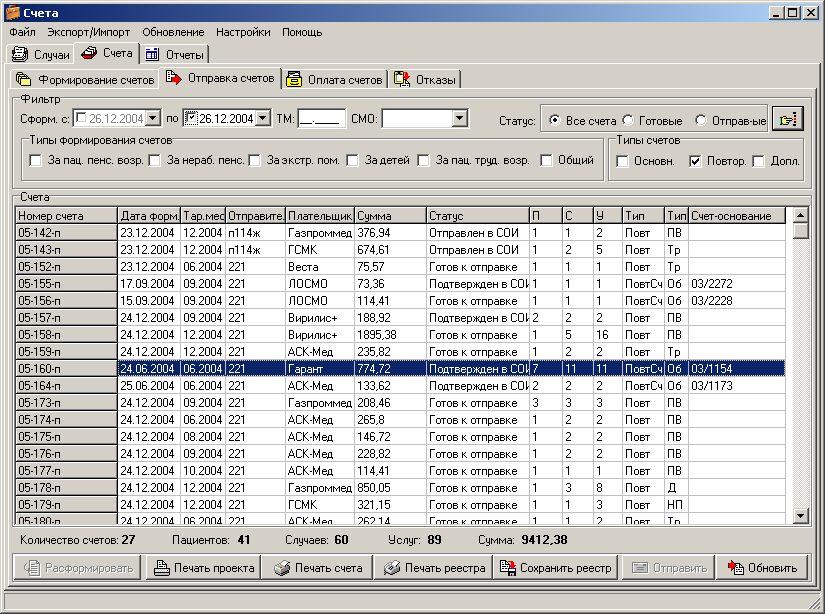 Счета
Файл Экспорт/Импорт Обновление Настройки Помощь
Случаи Счета Отчеты
Формирование счетов Отправка счетов Оплата счетов Отказы
Фильтр
Сформ. с: 26.12.2004 по 26.12.2004 ТМ: __.____ СМО: Статус: Все счета Готовые Отправ-ые
Типы формирования счетов Типы счетов
За пац. пенс. возр. За нераб. пенс. За экстр. пом. За детей За пац. труд. возр. Общий Основн. Повтор. Допл.
Счета
Номер счета Дата форм. Тар.мес Отправите. Плательщик Сумма Статус П С У Тип Тип Счет-основание
05-142-п 23.12.2004 12.2004 п114ж Газпроммед 376,94 Отправлен в СОИ 1 1 2 Повт ПВ
05-143-п 23.12.2004 12.2004 п114ж ГСМК 674,61 Отправлен в СОИ 1 2 5 Повт Тр
05-152-п 23.12.2004 06.2004 221 Веста 75,57 Готов к отправке 1 1 1 Повт Тр
05-155-п 17.09.2004 09.2004 221 ЛОСМО 73,36 Подтвержден в СОИ 1 1 1 ПовтСч Об 03/2272
05-156-п 15.09.2004 09.2004 221 ЛОСМО 114,41 Готов к отправке 1 1 1 ПовтСч Об 03/2228
05-157-п 24.12.2004 09.2004 221 Вирилис+ 188,92 Подтвержден в СОИ 2 2 2 Повт ПВ
05-158-п 24.12.2004 12.2004 221 Вирилис+ 1895,38 Готов к отправке 1 5 16 Повт ПВ
05-159-п 24.12.2004 12.2004 221 АСК-Мед 235,82 Готов к отправке 1 2 2 Повт Тр
05-160-п 24.06.2004 06.2004 221 Гарант 774,72 Подтвержден в СОИ 7 11 11 ПовтСч Об 03/1154
05-164-п 25.06.2004 06.2004 221 АСК-Мед 133,62 Подтвержден в СОИ 2 2 2 ПовтСч Об 03/1173
05-173-п 24.12.2004 09.2004 221 Газпроммед 208,46 Готов к отправке 3 3 3 Повт ПВ
05-174-п 24.12.2004 06.2004 221 АСК-Мед 265,8 Готов к отправке 1 2 2 Повт ПВ
05-175-п 24.12.2004 08.2004 221 АСК-Мед 146,72 Готов к отправке 1 2 2 Повт ПВ
05-176-п 24.12.2004 09.2004 221 АСК-Мед 228,82 Готов к отправке 1 2 2 Повт ПВ
05-177-п 24.12.2004 10.2004 221 АСК-Мед 114,41 Готов к отправке 1 1 1 Повт ПВ
05-178-п 24.12.2004 12.2004 221 Газпроммед 850,05 Готов к отправке 1 3 8 Повт Д
05-179-п 24.12.2004 12.2004 221 ГСМК 321,15 Готов к отправке 1 1 3 Повт НП
05-180-п 24.12.2004 06.2004 221 АСК-Мед 262,14 Готов к отправке 1 2 2 Повт Тр
Количество счетов: 27 Пациентов: 41 Случаев: 60 Услуг: 89 Сумма: 9412,38
Расформировать Печать проекта Печать счета Печать реестра Сохранить реестр Отправить Обновить